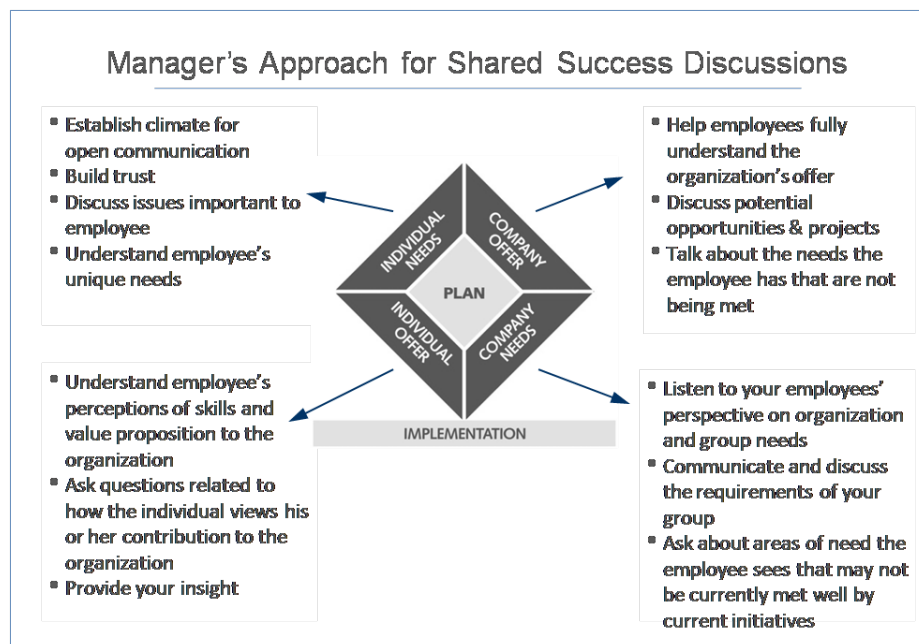 Manager's Approach for Shared Success Discussions
▪ Establish climate for
open communication
▪ Build trust
▪ Discuss issues important to
employee
▪ Understand employee's
unique needs
▪ Help employees fully
understand the
organization's offer
▪ Discuss potential
opportunities & projects
▪ Talk about the needs the
employee has that are not
being met
INDIVIDUAL
NEEDS
COMPANY
OFFER
PLAN
INDIVIDUAL
OFFER
COMPANY
NEEDS
IMPLEMENTATION
▪ Understand employee's
perceptions of skills and
value proposition to the
organization
▪ Ask questions related to
how the individual views his
or her contribution to the
organization
▪ Provide your insight
▪ Listen to your employees'
perspective on organization
and group needs
▪ Communicate and discuss
the requirements of your
group
▪ Ask about areas of need the
employee sees that may not
be currently met well by
current initiatives